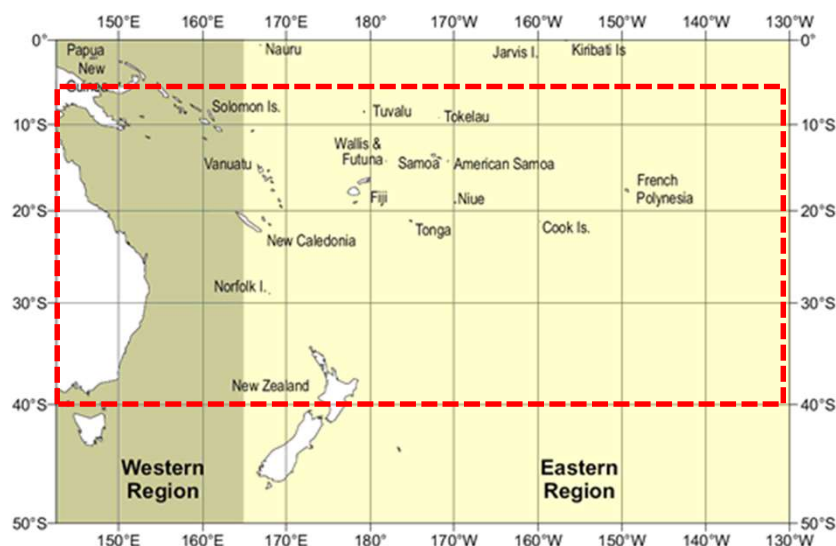 150°E 160°E 170°E 180° 170°W 160°W 150°W 140°W 130°W
0° 0°
Papua
New
Guinea
Nauru
Jarvis I.
Kiribati Is
Solomon Is.
Tuvalu
Tokelau
10°S 10°S
Wallis &
Futuna
Vanuatu
Samoa
American Samoa
French
Polynesia
Fiji
Niue
20°S 20°S
New Caledonia
Tonga
Cook Is.
Norfolk I.
30°S 30°S
New Zealand
40°S 40°S
Western
Region
Eastern
Region
50°S 50°S
150°E 160°E 170°E 180° 170°W 160°W 150°W 140°W 130°W